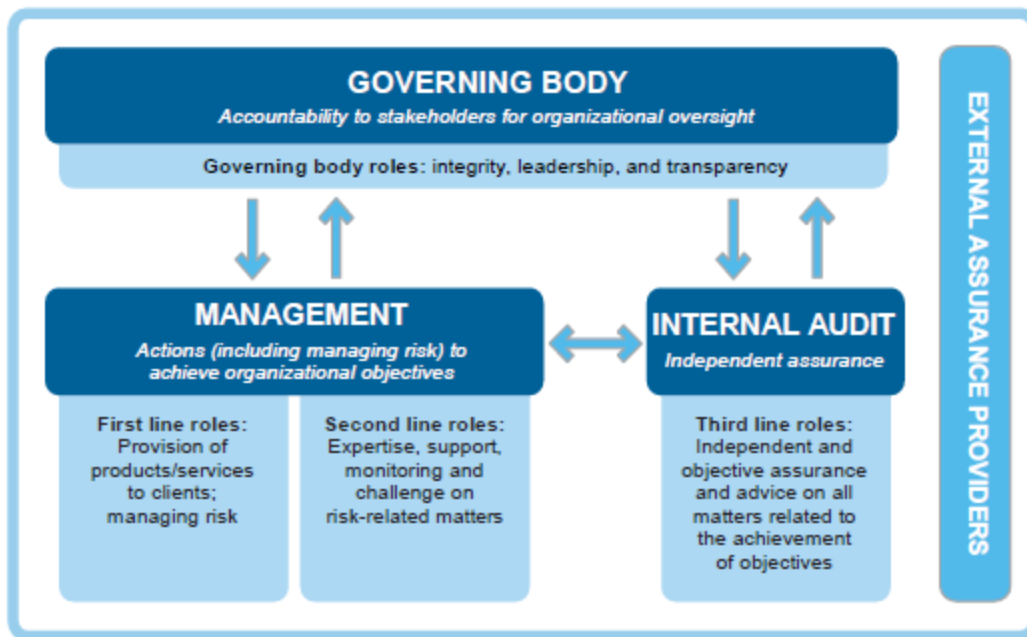 GOVERNING BODY
Accountability to stakeholders for organizational oversight
Governing body roles: integrity, leadership, and transparency
MANAGEMENT
Actions (including managing risk) to
achieve organizational objectives
First line roles:
Provision of
products/services
to clients;
managing risk
Second line roles:
Expertise, support,
monitoring and
challenge on
risk-related matters
INTERNAL AUDIT
Independent assurance
Third line roles:
Independent and
objective assurance
and advice on all
matters related to
the achievement
of objectives
EXTERNAL ASSURANCE PROVIDERS